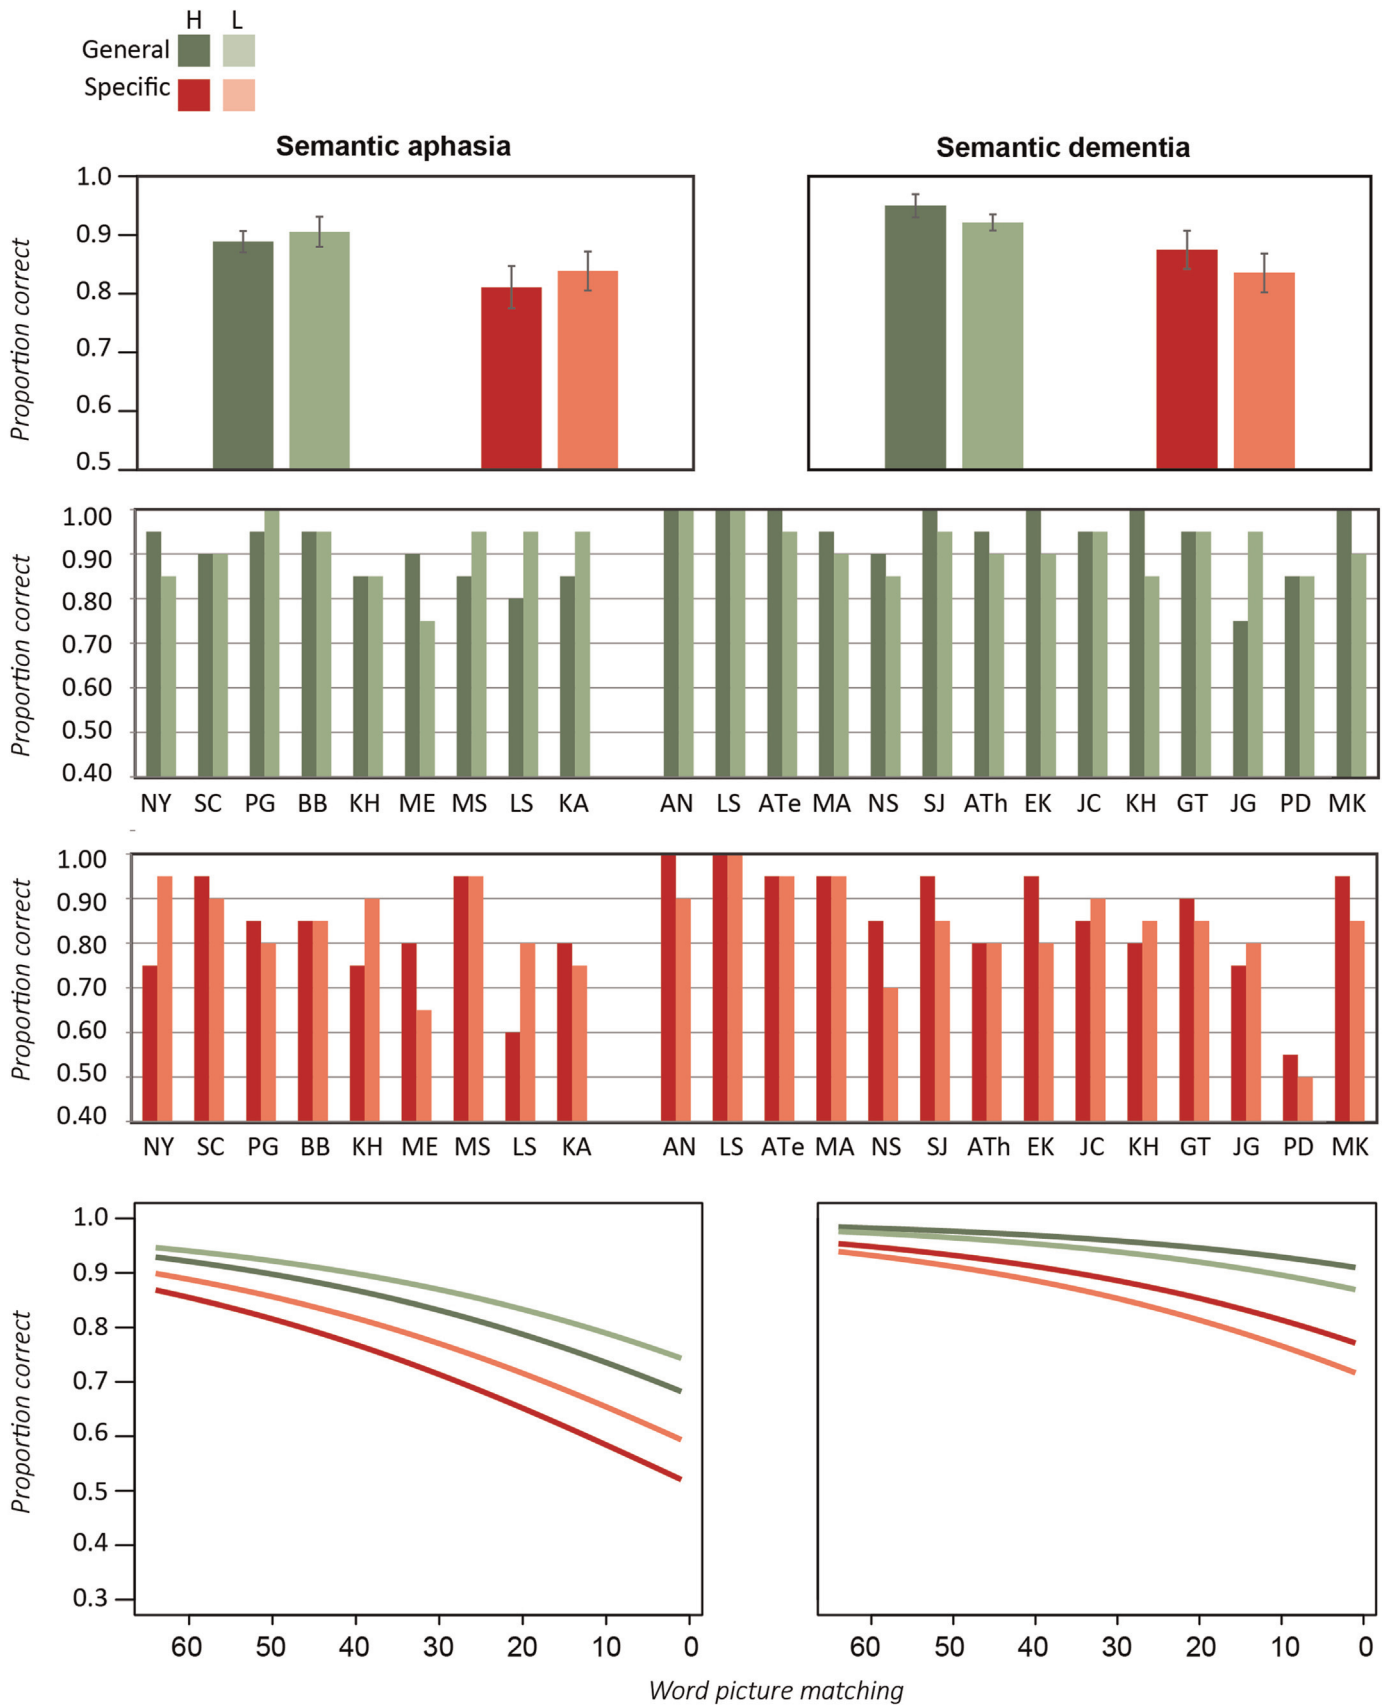 H L
General
Specific
Semantic aphasia Semantic dementia
Proportion correct
1.0
0.9
0.8
0.7
0.6
0.5
Proportion correct
1.00
0.90
0.80
0.70
0.60
0.50
0.40
NY SC PG BB KH ME MS LS KA AN LS ATe MA NS SJ ATh EK JC KH GT JG PD MK
Proportion correct
1.00
0.90
0.80
0.70
0.60
0.50
0.40
NY SC PG BB KH ME MS LS KA AN LS ATe MA NS SJ ATh EK JC KH GT JG PD MK
Proportion correct
1.0
0.9
0.8
0.7
0.6
0.5
0.4
0.3
60 50 40 30 20 10 0 60 50 40 30 20 10 0
Word picture matching